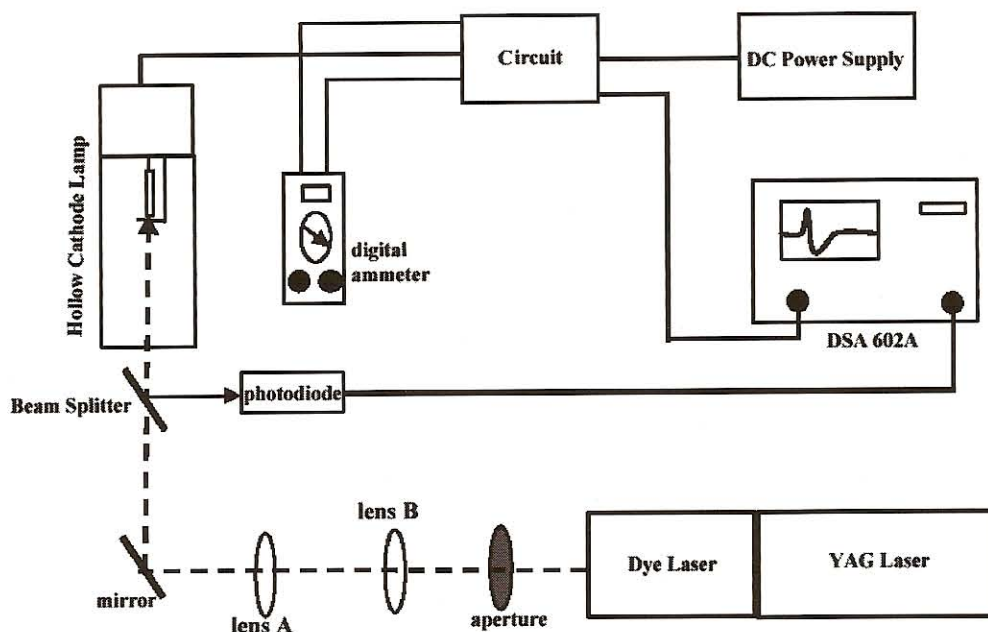 Circuit
DC Power Supply
Hollow Cathode Lamp
digital
ammeter
DSA 602A
Beam Splitter
photodiode
lens B
Dye Laser
YAG Laser
mirror
lens A
aperture